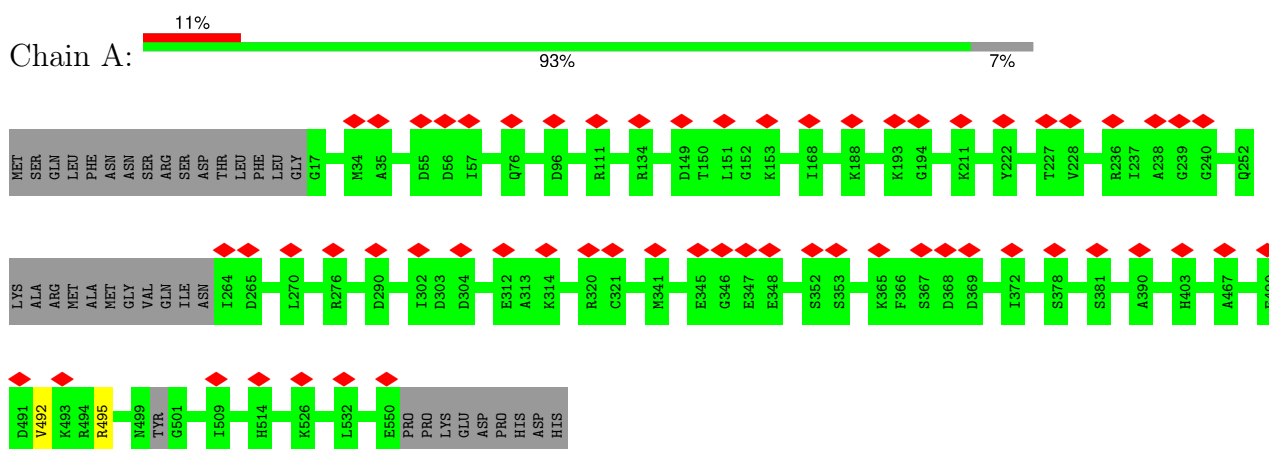 11%
Chain A:
93%
7%
MET SER GLN LEU PHE ASN ASN SER ARG SER ASP THR LEU PHE LEU GLY G17 M34 A35 D55 D56 I57 Q76 D96 R111 R134 D149 T150 L151 G152 K153 I168 K188 K193 G194 K211 Y222 T227 V228 R236 I237 A238 G239 G240 Q252
LYS ALA ARG MET ALA MET GLY VAL GLN ILE ASN I264 D265 L270 R276 D290 I302 D303 D304 E312 A313 K314 R320 C321 M341 E345 G346 E347 E348 S352 S353 K365 F366 S367 D368 D369 I372 S378 S381 A390 H403 A467
D491 V492 K493 R494 R495 N499 TYR G501 I509 H514 K526 L532 E550 PRO PRO LYS GLU ASP PRO HIS ASP HIS